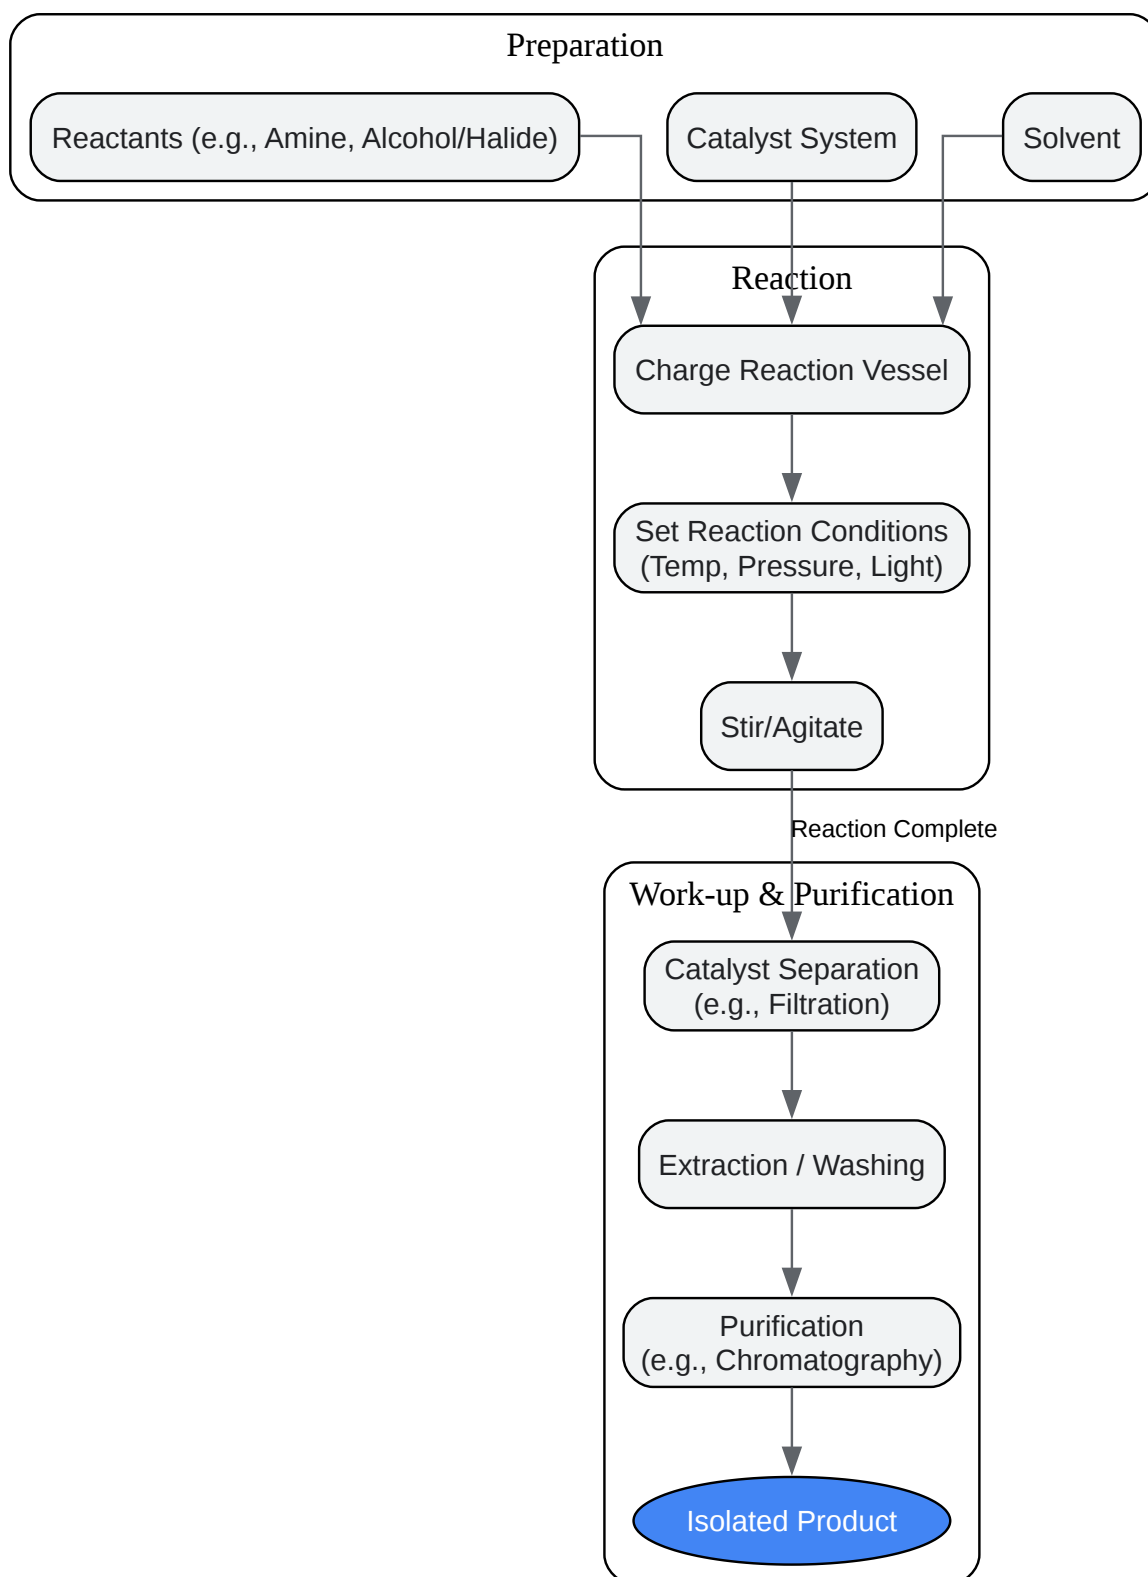 Preparation
Reactants (e.g., Amine, Alcohol/Halide)
Catalyst System
Solvent
Reaction
Charge Reaction Vessel
Set Reaction Conditions
(Temp, Pressure, Light)
Stir/Agitate
Reaction Complete
Work-up & Purification
Catalyst Separation
(e.g., Filtration)
Extraction / Washing
Purification
(e.g., Chromatography)
Isolated Product